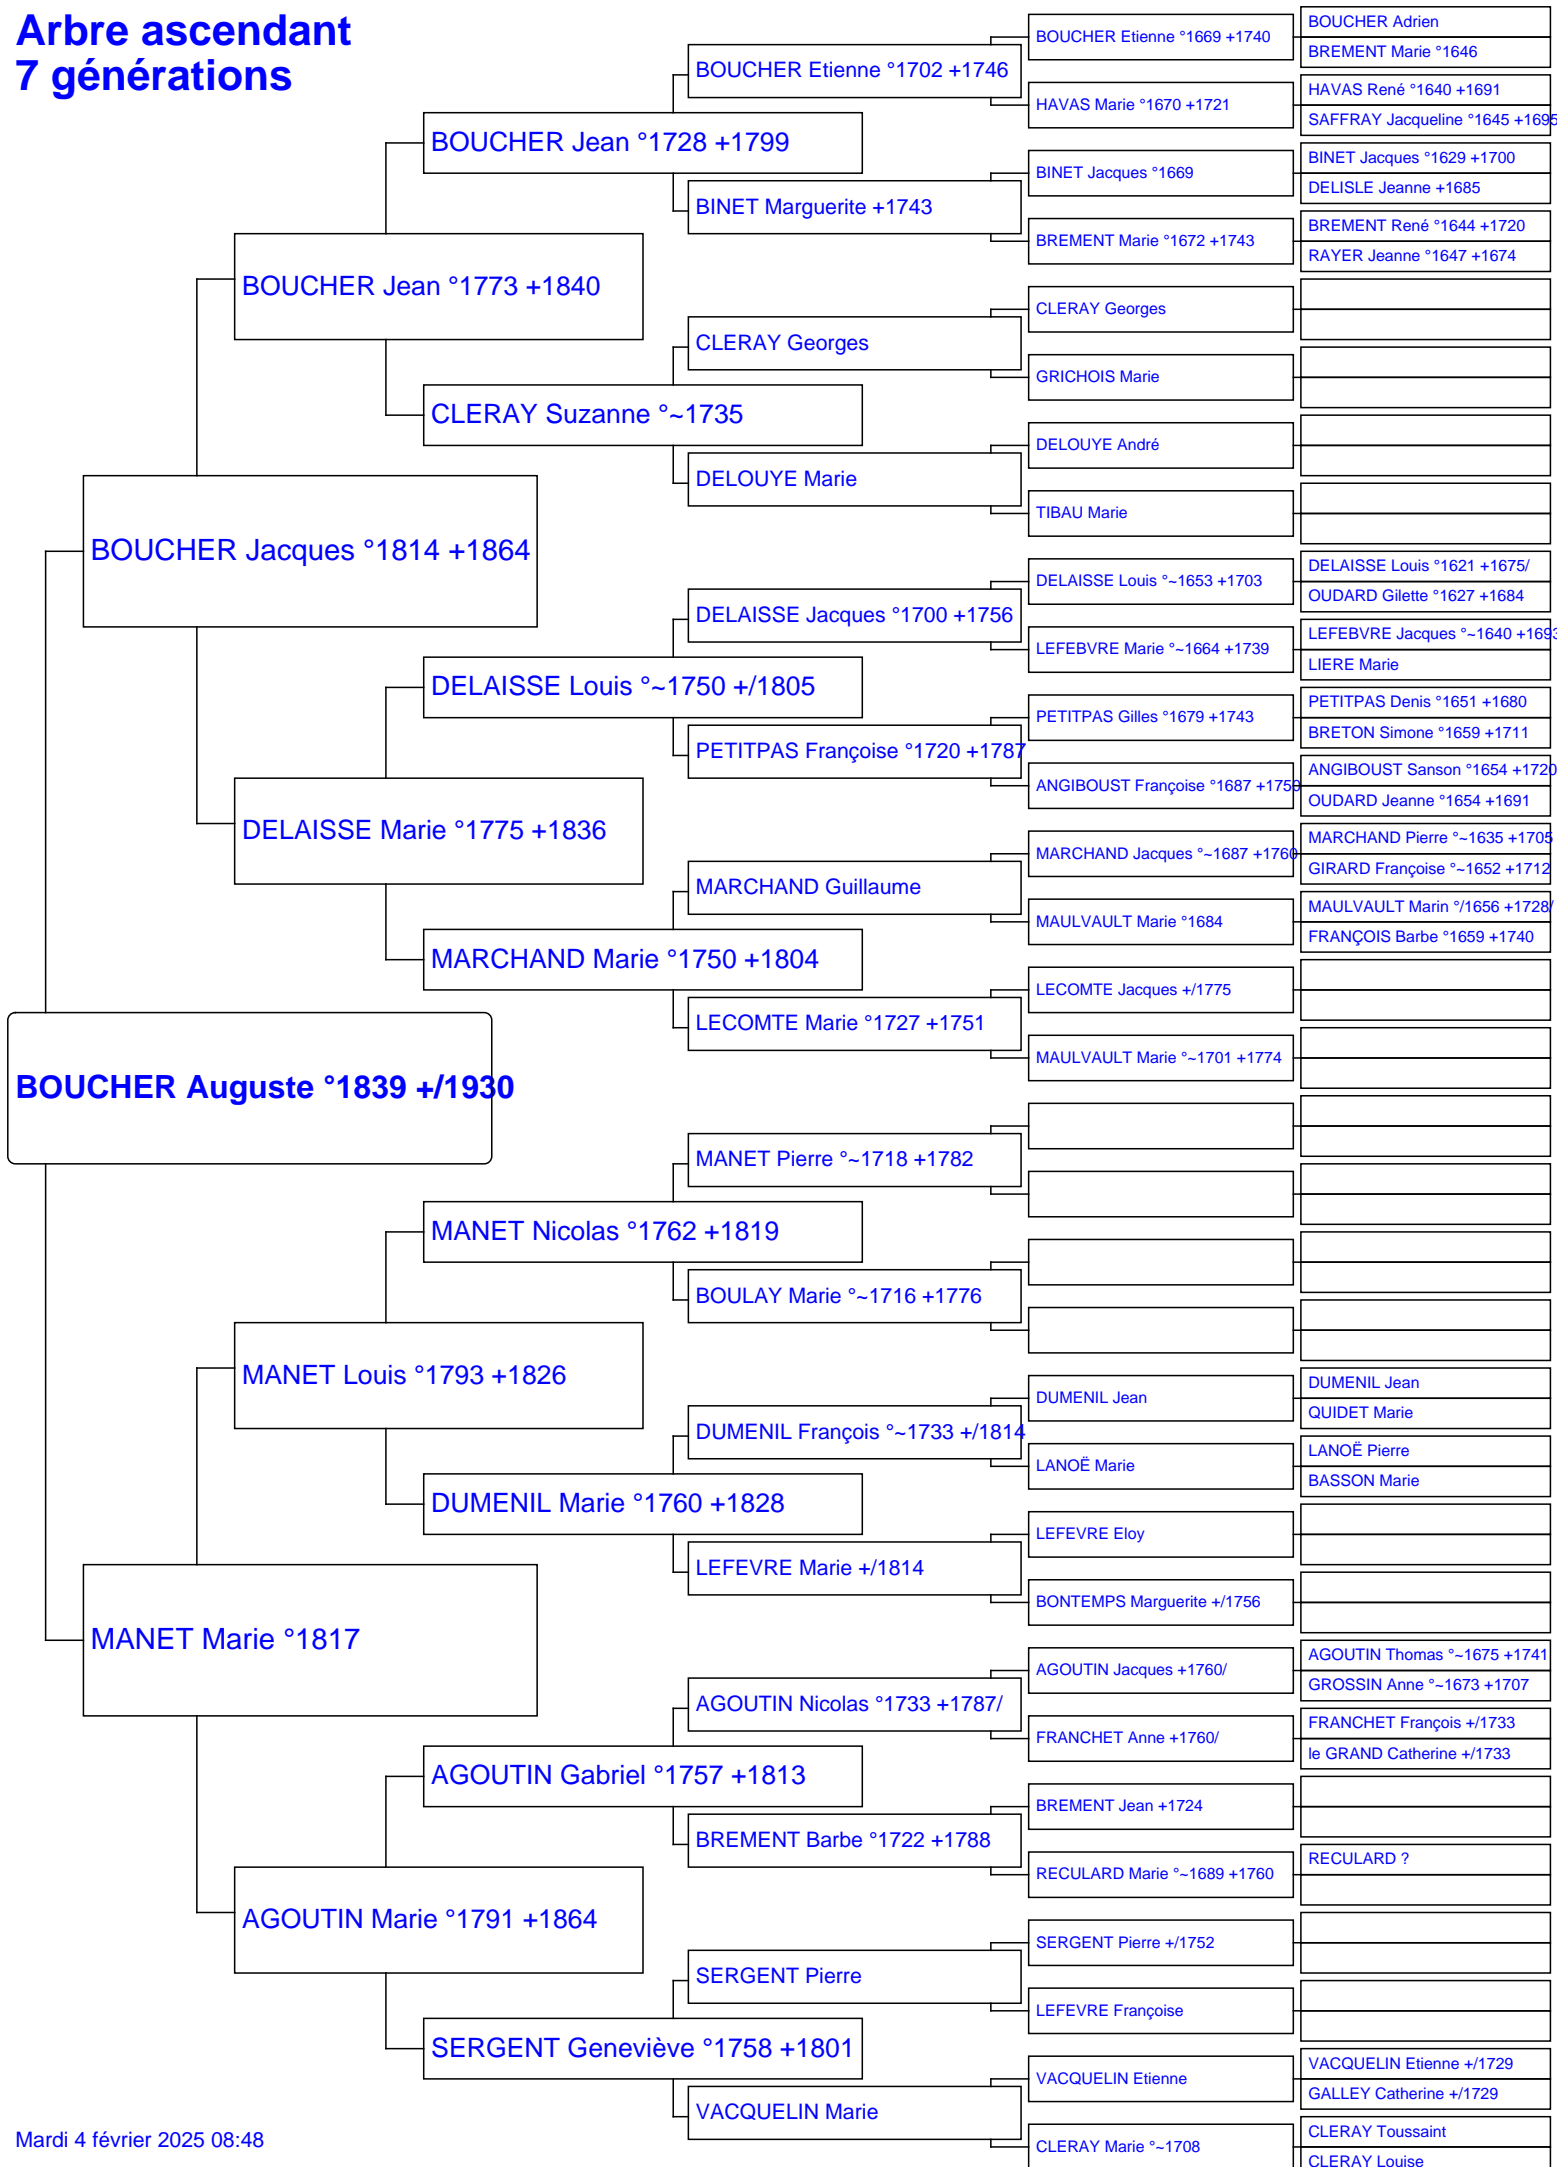 Arbre ascendant
7 générations
BOUCHER Adrien
BOUCHER Etienne °1669 +1740
BREMENT Marie °1646
BOUCHER Etienne °1702 +1746
HAVAS René °1640 +1691
HAVAS Marie °1670 +1721
SAFFRAY Jacqueline °1645 +1695
BOUCHER Jean °1728 +1799
BINET Jacques °1629 +1700
BINET Jacques °1669
DELISLE Jeanne +1685
BINET Marguerite +1743
BREMENT René °1644 +1720
BREMENT Marie °1672 +1743
RAYER Jeanne °1647 +1674
BOUCHER Jean °1773 +1840
CLERAY Georges
CLERAY Georges
GRICHOIS Marie
CLERAY Suzanne °~1735
DELOUYE André
DELOUYE Marie
TIBAU Marie
BOUCHER Jacques °1814 +1864
DELAISSE Louis °1621 +1675/
DELAISSE Louis °~1653 +1703
OUDARD Gilette °1627 +1684
DELAISSE Jacques °1700 +1756
LEFEBVRE Jacques °~1640 +1693
LEFEBVRE Marie °~1664 +1739
LIERE Marie
DELAISSE Louis °~1750 +/1805
PETITPAS Denis °1651 +1680
PETITPAS Gilles °1679 +1743
BRETON Simone °1659 +1711
PETITPAS Françoise °1720 +1787
ANGIBOUST Sanson °1654 +1720
ANGIBOUST Françoise °1687 +1750
OUDARD Jeanne °1654 +1691
DELAISSE Marie °1775 +1836
MARCHAND Pierre °~1635 +1705
MARCHAND Jacques °~1687 +1760
GIRARD Françoise °~1652 +1712
MARCHAND Guillaume
MAULVAULT Marin °/1656 +1728/
MAULVAULT Marie °1684
FRANÇOIS Barbe °1659 +1740
MARCHAND Marie °1750 +1804
LECOMTE Jacques +/1775
LECOMTE Marie °1727 +1751
MAULVAULT Marie °~1701 +1774
BOUCHER Auguste °1839 +/1930
MANET Pierre °~1718 +1782
MANET Nicolas °1762 +1819
BOULAY Marie °~1716 +1776
MANET Louis °1793 +1826
DUMENIL Jean
DUMENIL Jean
QUIDET Marie
DUMENIL François °~1733 +/1814
LANOË Pierre
LANOË Marie
BASSON Marie
DUMENIL Marie °1760 +1828
LEFEVRE Eloy
LEFEVRE Marie +/1814
BONTEMPS Marguerite +/1756
MANET Marie °1817
AGOUTIN Thomas °~1675 +1741
AGOUTIN Jacques +1760/
GROSSIN Anne °~1673 +1707
AGOUTIN Nicolas °1733 +1787/
FRANCHET François +/1733
FRANCHET Anne +1760/
le GRAND Catherine +/1733
AGOUTIN Gabriel °1757 +1813
BREMENT Jean +1724
BREMENT Barbe °1722 +1788
RECULARD ?
RECULARD Marie °~1689 +1760
AGOUTIN Marie °1791 +1864
SERGENT Pierre +/1752
SERGENT Pierre
LEFEVRE Françoise
SERGENT Geneviève °1758 +1801
VACQUELIN Etienne +/1729
VACQUELIN Etienne
GALLEY Catherine +/1729
VACQUELIN Marie
CLERAY Toussaint
CLERAY Marie °~1708
CLERAY Louise
Mardi 4 février 2025 08:48